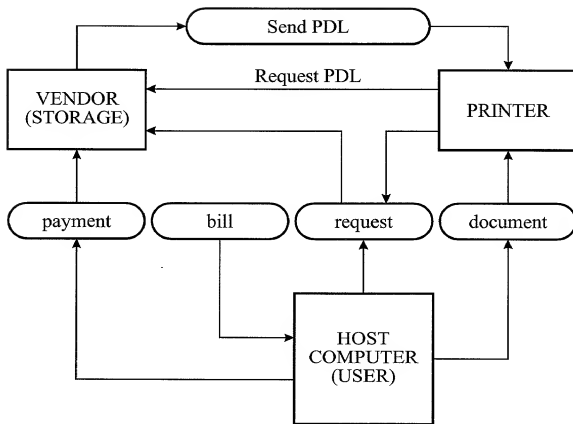 Send PDL
Request PDL
VENDOR
(STORAGE)
PRINTER
payment
bill
request
document
HOST
COMPUTER
(USER)